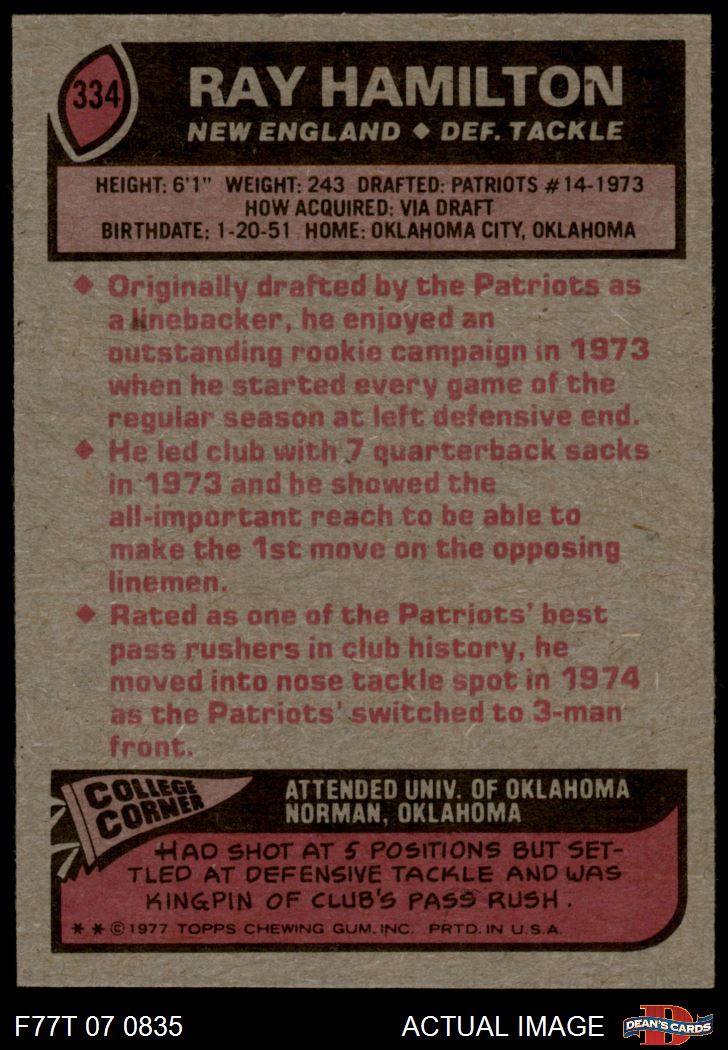 334
RAY HAMILTON
NEW ENGLAND ◆ DEF. TACKLE
HEIGHT: 6'1" WEIGHT: 243 DRAFTED: PATRIOTS #14-1973
HOW ACQUIRED: VIA DRAFT
BIRTHDATE: 1-20-51 HOME: OKLAHOMA CITY, OKLAHOMA
◆ Originally drafted by the Patriots as
a linebacker, he enjoyed an
outstanding rookie campaign in 1973
when he started every game of the
regular season at left defensive end.
◆ He led club with 7 quarterback sacks
in 1973 and he showed the
all-important reach to be able to
make the 1st move on the opposing
linemen.
◆ Rated as one of the Patriots' best
pass rushers in club history, he
moved into nose tackle spot in 1974
as the Patriots' switched to 3-man
front.
COLLEGE
CORNER
ATTENDED UNIV. OF OKLAHOMA
NORMAN, OKLAHOMA
HAD SHOT AT 5 POSITIONS BUT SET-
TLED AT DEFENSIVE TACKLE AND WAS
KINGPIN OF CLUB'S PASS RUSH.
* * © 1977 TOPPS CHEWING GUM, INC. PRTD. IN U.S.A.
F77T 07 0835
ACTUAL IMAGE
D
DEAN'S CARDS